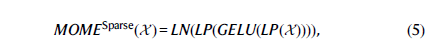 MOME^Sparse(𝒳) = LN(LP(GELU(LP(𝒳)))), (5)